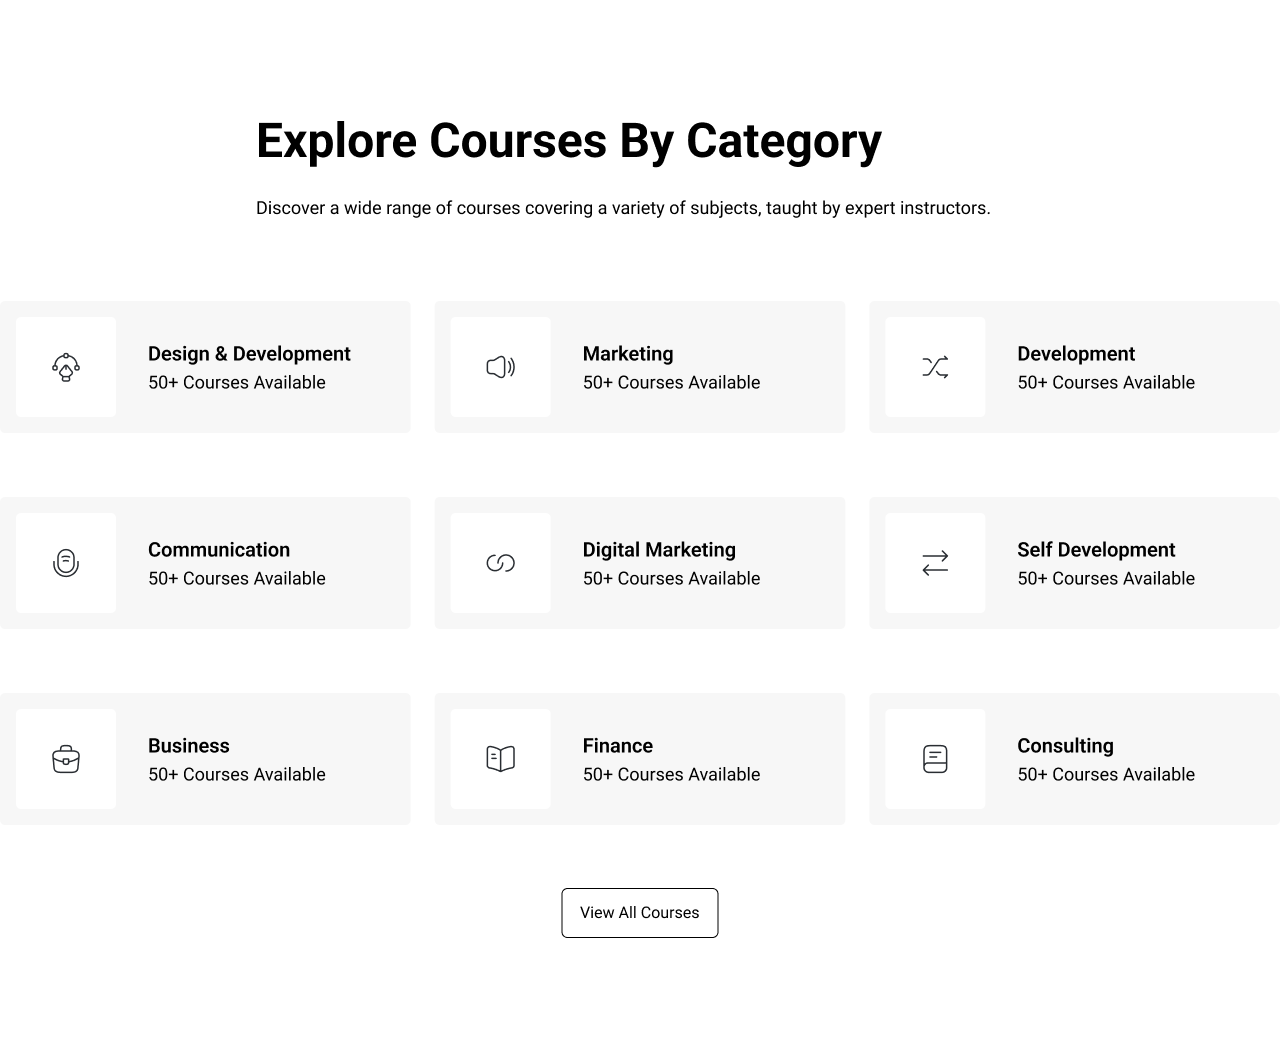 Explore Courses By Category
Discover a wide range of courses covering a variety of subjects, taught by expert instructors.
Design & Development
50+ Courses Available
Marketing
50+ Courses Available
Development
50+ Courses Available
Communication
50+ Courses Available
Digital Marketing
50+ Courses Available
Self Development
50+ Courses Available
Business
50+ Courses Available
Finance
50+ Courses Available
Consulting
50+ Courses Available
View All Courses